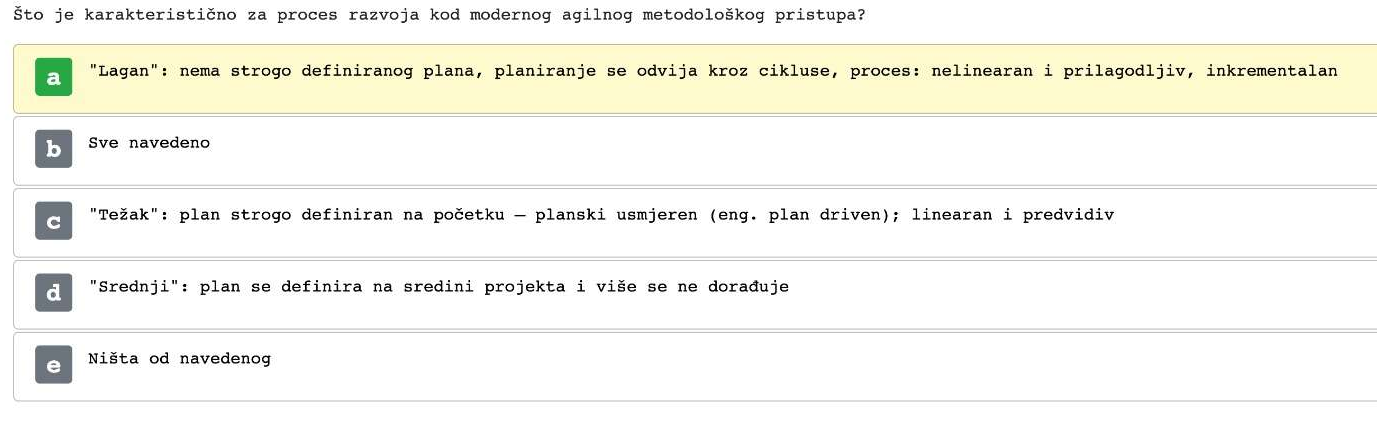 Što je karakteristično za proces razvoja kod modernog agilnog metodološkog pristupa?
a "Lagan": nema strogo definiranog plana, planiranje se odvija kroz cikluse, proces: nelinearan i prilagodljiv, inkrementalan
b Sve navedeno
c "Težak": plan strogo definiran na početku – planski usmjeren (eng. plan driven); linearan i predvidiv
d "Srednji": plan se definira na sredini projekta i više se ne dorađuje
e Ništa od navedenog